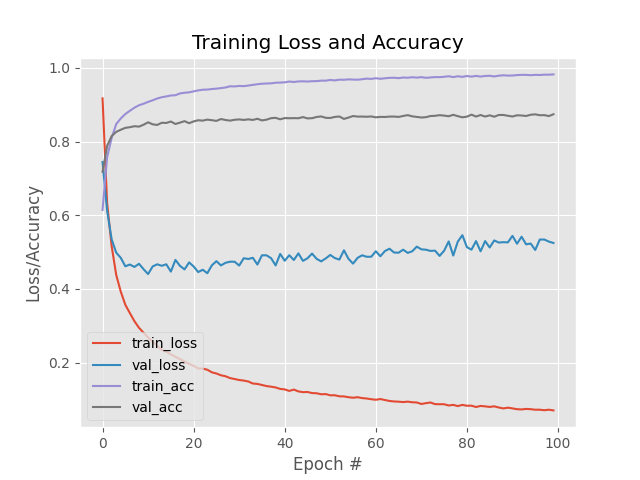 Training Loss and Accuracy
1.0
0.8
0.6
0.4
0.2
Loss/Accuracy
train_loss
val_loss
train_acc
val_acc
0 20 40 60 80 100
Epoch #